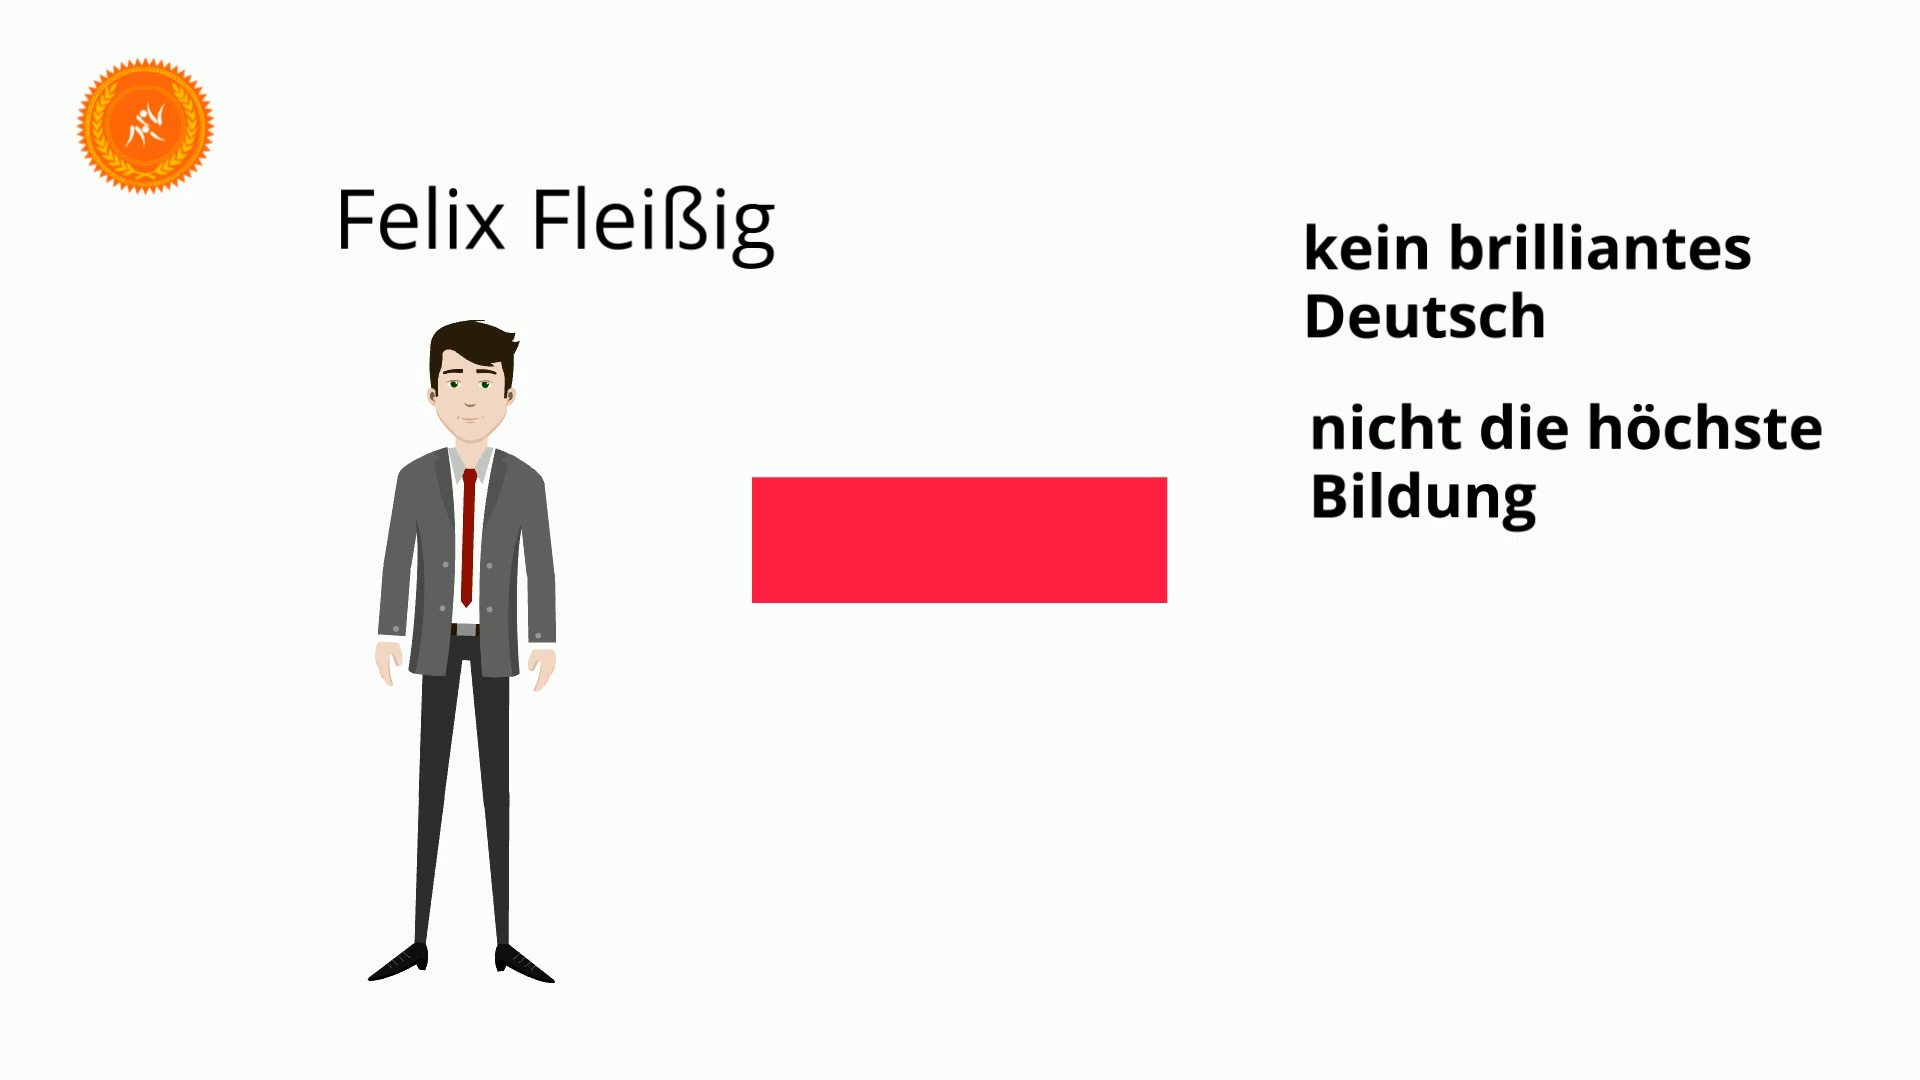 Felix Fleißig
kein brilliantes
Deutsch
nicht die höchste
Bildung